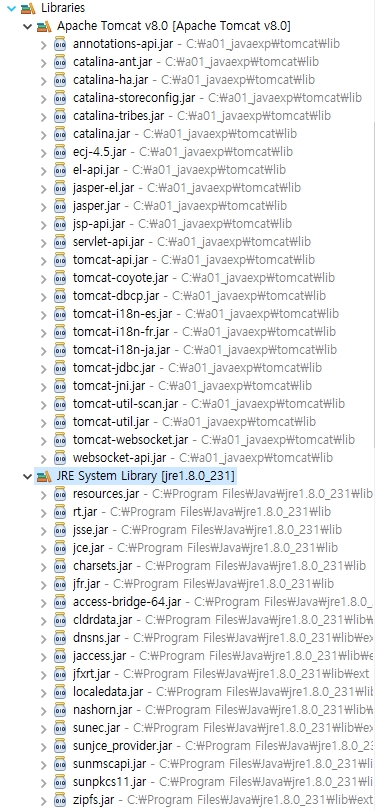 Libraries
Apache Tomcat v8.0 [Apache Tomcat v8.0]
annotations-api.jar - C:₩a01_javaexp₩tomcat₩lib
catalina-ant.jar - C:₩a01_javaexp₩tomcat₩lib
catalina-ha.jar - C:₩a01_javaexp₩tomcat₩lib
catalina-storeconfig.jar - C:₩a01_javaexp₩tomcat₩lib
catalina-tribes.jar - C:₩a01_javaexp₩tomcat₩lib
catalina.jar - C:₩a01_javaexp₩tomcat₩lib
ecj-4.5.jar - C:₩a01_javaexp₩tomcat₩lib
el-api.jar - C:₩a01_javaexp₩tomcat₩lib
jasper-el.jar - C:₩a01_javaexp₩tomcat₩lib
jasper.jar - C:₩a01_javaexp₩tomcat₩lib
jsp-api.jar - C:₩a01_javaexp₩tomcat₩lib
servlet-api.jar - C:₩a01_javaexp₩tomcat₩lib
tomcat-api.jar - C:₩a01_javaexp₩tomcat₩lib
tomcat-coyote.jar - C:₩a01_javaexp₩tomcat₩lib
tomcat-dbcp.jar - C:₩a01_javaexp₩tomcat₩lib
tomcat-i18n-es.jar - C:₩a01_javaexp₩tomcat₩lib
tomcat-i18n-fr.jar - C:₩a01_javaexp₩tomcat₩lib
tomcat-i18n-ja.jar - C:₩a01_javaexp₩tomcat₩lib
tomcat-jdbc.jar - C:₩a01_javaexp₩tomcat₩lib
tomcat-jni.jar - C:₩a01_javaexp₩tomcat₩lib
tomcat-util-scan.jar - C:₩a01_javaexp₩tomcat₩lib
tomcat-util.jar - C:₩a01_javaexp₩tomcat₩lib
tomcat-websocket.jar - C:₩a01_javaexp₩tomcat₩lib
websocket-api.jar - C:₩a01_javaexp₩tomcat₩lib
JRE System Library [jre1.8.0_231]
resources.jar - C:₩Program Files₩Java₩jre1.8.0_231₩lib
rt.jar - C:₩Program Files₩Java₩jre1.8.0_231₩lib
jsse.jar - C:₩Program Files₩Java₩jre1.8.0_231₩lib
jce.jar - C:₩Program Files₩Java₩jre1.8.0_231₩lib
charsets.jar - C:₩Program Files₩Java₩jre1.8.0_231₩lib
jfr.jar - C:₩Program Files₩Java₩jre1.8.0_231₩lib
access-bridge-64.jar - C:₩Program Files₩Java₩jre1.8.0_
cldrdata.jar - C:₩Program Files₩Java₩jre1.8.0_231₩lib₩
dnsns.jar - C:₩Program Files₩Java₩jre1.8.0_231₩lib₩ex
jaccess.jar - C:₩Program Files₩Java₩jre1.8.0_231₩lib₩e
jfxrt.jar - C:₩Program Files₩Java₩jre1.8.0_231₩lib₩ext
localedata.jar - C:₩Program Files₩Java₩jre1.8.0_231₩lib
nashorn.jar - C:₩Program Files₩Java₩jre1.8.0_231₩lib₩
sunec.jar - C:₩Program Files₩Java₩jre1.8.0_231₩lib₩ex
sunjce_provider.jar - C:₩Program Files₩Java₩jre1.8.0_231
sunmscapi.jar - C:₩Program Files₩Java₩jre1.8.0_231₩li
sunpkcs11.jar - C:₩Program Files₩Java₩jre1.8.0_231₩li
zipfs.jar - C:₩Program Files₩Java₩jre1.8.0_231₩lib₩ext